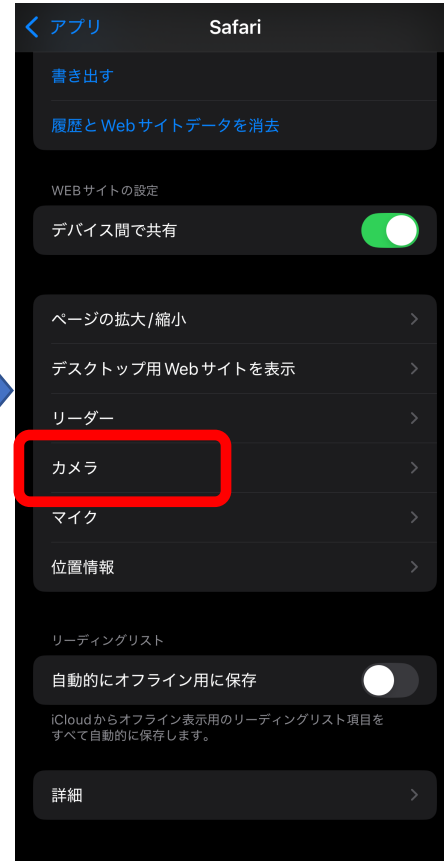 アプリ
Safari
書き出す
履歴とWebサイトデータを消去
WEBサイトの設定
デバイス間で共有
ページの拡大/縮小
デスクトップ用Webサイトを表示
リーダー
カメラ
マイク
位置情報
リーディングリスト
自動的にオフライン用に保存
iCloudからオフライン表示用のリーディングリスト項目を
すべて自動的に保存します。
詳細